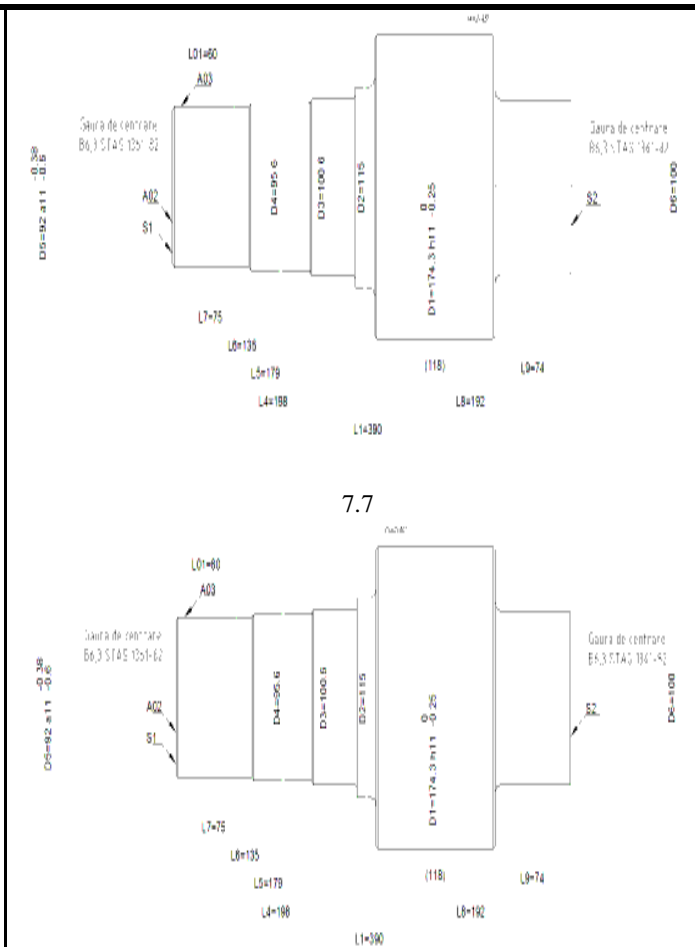 L01=60
A03
Gaura de centrare
B6,3 STAS 1361-82
D5=92 a11 -0.38 -0.6
A02
S1
D4=95.6
D3=100.6
D2=115
D1=174.3 h11 0 -0.25
Gaura de centrare
B6,3 STAS 1361-82
S2
D6=100
L7=75
L6=135
L5=179
L4=198
(118)
L9=74
L8=192
L1=390
7.7
L01=60
A03
Gaura de centrare
B6,3 STAS 1361-82
D5=92 a11 -0.38 -0.6
A02
S1
D4=95.6
D3=100.6
D2=115
D1=174.3 h11 0 -0.25
Gaura de centrare
B6,3 STAS 1361-82
S2
D6=100
L7=75
L6=135
L5=179
L4=198
(118)
L9=74
L8=192
L1=390